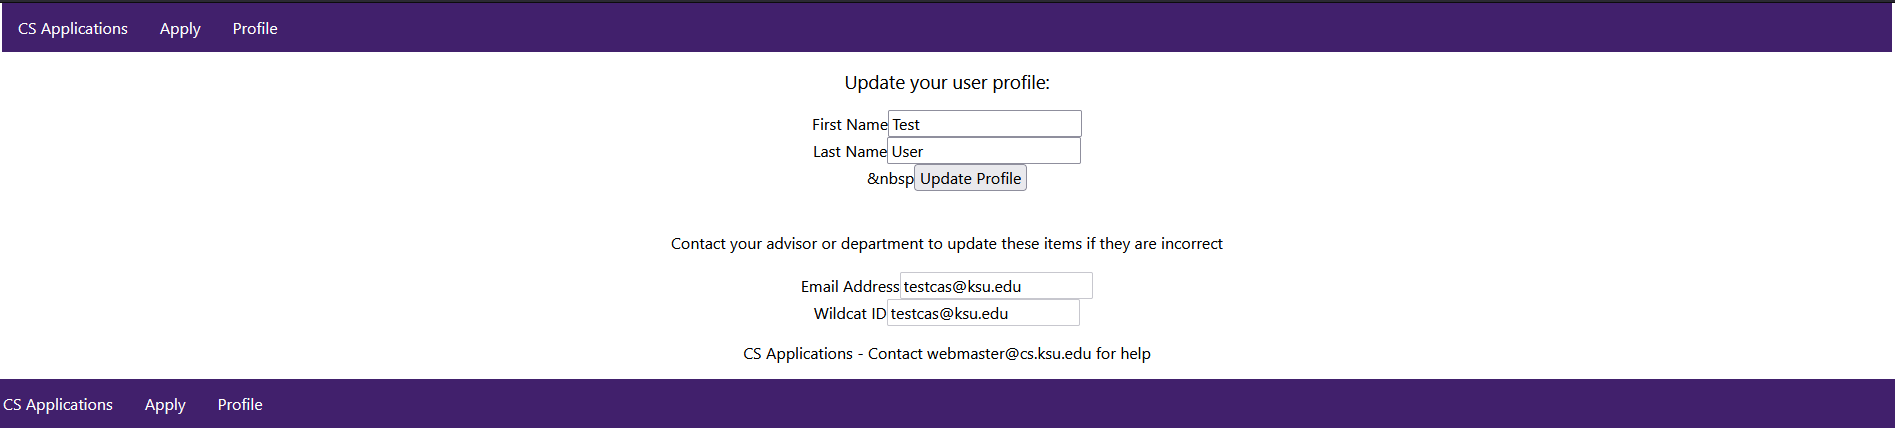 CS Applications Apply Profile
Update your user profile:
First Name Test
Last Name User
&nbsp Update Profile
Contact your advisor or department to update these items if they are incorrect
Email Address testcas@ksu.edu
Wildcat ID testcas@ksu.edu
CS Applications - Contact webmaster@cs.ksu.edu for help
CS Applications Apply Profile